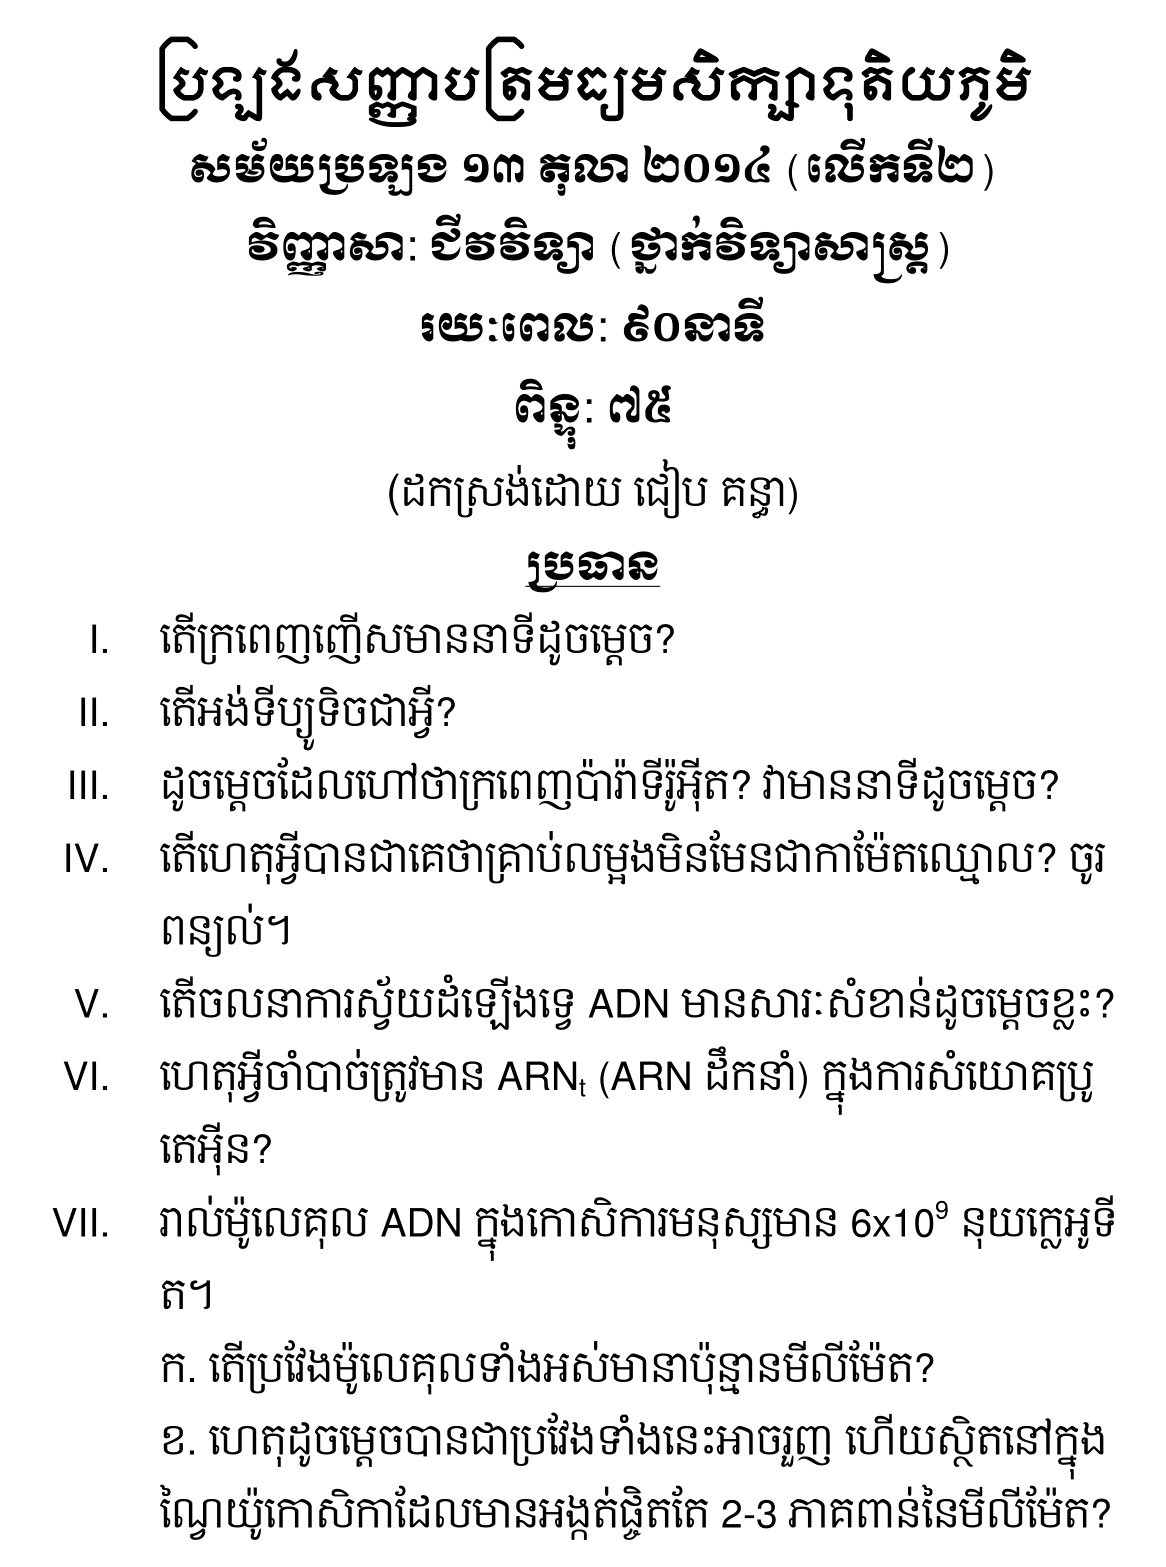 ប្រឡងសញ្ញាបត្រមធ្យមសិក្សាទុតិយភូមិ
សម័យប្រឡង ១៣ តុលា ២០១៤ (លើកទី២)
វិញ្ញាសា: ជីវវិទ្យា (ថ្នាក់វិទ្យាសាស្ត្រ)
រយៈពេល: ៩០នាទី
ពិន្ទុ: ៧៥
(ដកស្រង់ដោយ ជៀប គន្ធា)
ប្រធាន
I. តើក្រពេញញើសមាននាទីដូចម្ដេច?
II. តើអង់ទីប្យូទិចជាអ្វី?
III. ដូចម្ដេចដែលហៅថាក្រពេញប៉ារ៉ាទីរ៉ូអ៊ីត? វាមាននាទីដូចម្ដេច?
IV. តើហេតុអ្វីបានជាគេថាគ្រាប់លម្អងមិនមែនជាកាម៉ែតឈ្មោល? ចូរ
ពន្យល់។
V. តើចលនាការស្វ័យដំឡើងទ្វេ ADN មានសារៈសំខាន់ដូចម្ដេចខ្លះ?
VI. ហេតុអ្វីចាំបាច់ត្រូវមាន ARNt (ARN ដឹកនាំ) ក្នុងការសំយោគប្រូ
តេអ៊ីន?
VII. រាល់ម៉ូលេគុល ADN ក្នុងកោសិការមនុស្សមាន 6x10⁹ នុយក្លេអូទី
ត។
ក. តើប្រវែងម៉ូលេគុលទាំងអស់មានាប៉ុន្មានមីលីម៉ែត?
ខ. ហេតុដូចម្ដេចបានជាប្រវែងទាំងនេះអាចរួញ ហើយស្ថិតនៅក្នុង
ណ្វៃយ៉ូកោសិកាដែលមានអង្កត់ផ្ចិតតែ 2-3 ភាគពាន់នៃមីលីម៉ែត?